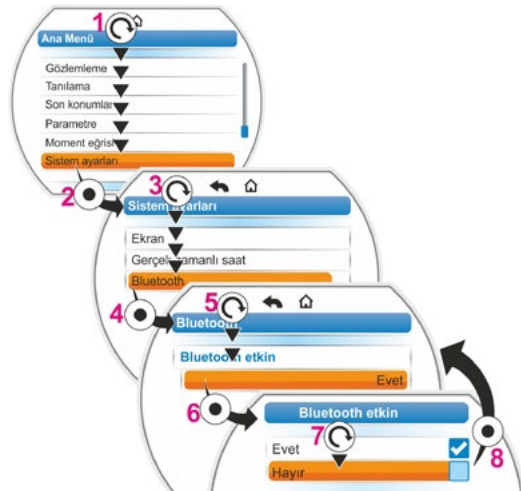 1
Ana Menü
Gözlemleme
Tanılama
Son konumlar
Parametre
Moment eğrisi
Sistem ayarları
2
3
Sistem ayarları
Ekran
Gerçek zamanlı saat
Bluetooth
4
5
Bluetooth
Bluetooth etkin
Evet
6
Bluetooth etkin
7
Evet
Hayır
8